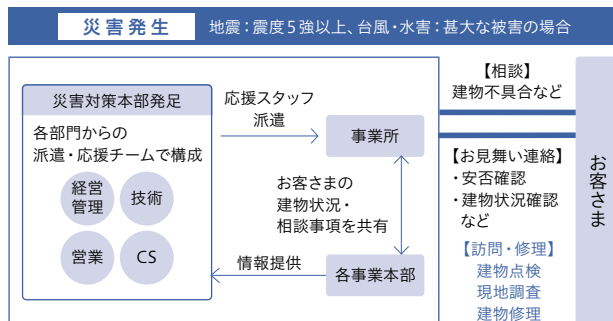 災害発生 地震：震度5強以上、台風・水害：甚大な被害の場合
災害対策本部発足
各部門からの
派遣・応援チームで構成
経営
管理
技術
営業
CS
応援スタッフ
派遣
事業所
お客さまの
建物状況・
相談事項を共有
情報提供
各事業本部
【相談】
建物不具合など
【お見舞い連絡】
・安否確認
・建物状況確認
など
【訪問・修理】
建物点検
現地調査
建物修理
お客さま